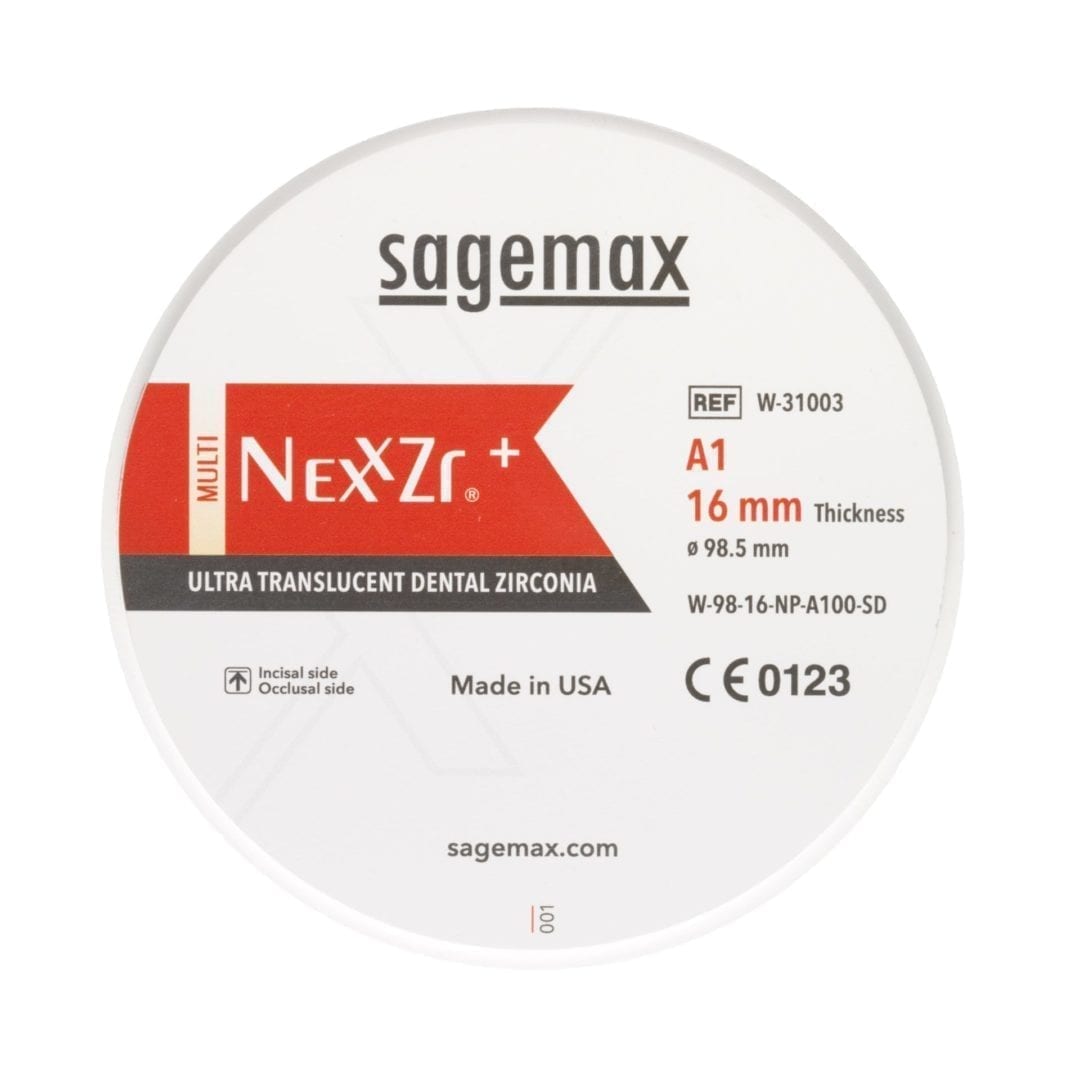 sagemax
MULTI
NexxZr+®
ULTRA TRANSLUCENT DENTAL ZIRCONIA
REF W-31003
A1
16 mm Thickness
ø 98.5 mm
W-98-16-NP-A100-SD
Incisal side
Occlusal side
Made in USA
CE 0123
sagemax.com
001